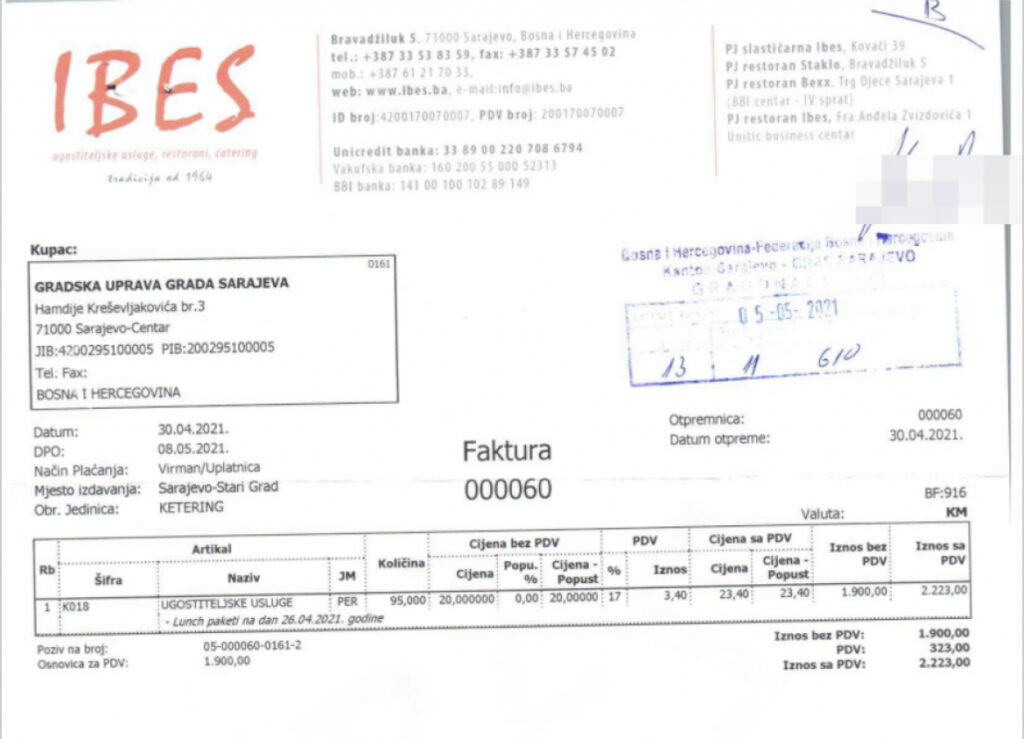 B
IBES
ugostiteljske usluge, restorani, catering
tradicija od 1964
Bravadžiluk 5, 71000 Sarajevo, Bosna i Hercegovina
tel.: +387 33 53 83 59, fax: +387 33 57 45 02
mob.: +387 61 21 70 33,
web: www.ibes.ba, e-mail:info@ibes.ba
ID broj:4200170070007, PDV broj: 200170070007
Unicredit banka: 33 89 00 220 708 6794
Vakufska banka: 160 200 55 000 52313
BBI banka: 141 00 100 102 89 149
PJ slastičarna Ibes, Kovači 39
PJ restoran Staklo, Bravadžiluk 5
PJ restoran Bexx, Trg Djece Sarajeva 1
(BBI centar - IV sprat)
PJ restoran Ibes, Fra Anđela Zvizdovića 1
Unitic business centar
Bosna i Hercegovina-Federacija Bosne i Hercegovine
Kanton Sarajevo - GRAD SARAJEVO
05-05-2021
13 11 610
Kupac:
0161
GRADSKA UPRAVA GRADA SARAJEVA
Hamdije Kreševljakovića br.3
71000 Sarajevo-Centar
JIB:4200295100005 PIB:200295100005
Tel: Fax:
BOSNA I HERCEGOVINA
Datum: 30.04.2021.
DPO: 08.05.2021.
Način Plaćanja: Virman/Uplatnica
Mjesto izdavanja: Sarajevo-Stari Grad
Obr. Jedinica: KETERING
Faktura
000060
Otpremnica: 000060
Datum otpreme: 30.04.2021.
BF:916
Valuta: KM
Rb Artikal Količina Cijena bez PDV PDV Cijena sa PDV Iznos bez PDV Iznos sa PDV
Šifra Naziv JM Cijena Popu. % Cijena - Popust % Iznos Cijena Cijena - Popust
1 K018 UGOSTITELJSKE USLUGE PER 95,000 20,000000 0,00 20,00000 17 3,40 23,40 23,40 1.900,00 2.223,00
- Lunch paketi na dan 26.04.2021. godine
Poziv na broj: 05-000060-0161-2
Osnovica za PDV: 1.900,00
Iznos bez PDV: 1.900,00
PDV: 323,00
Iznos sa PDV: 2.223,00